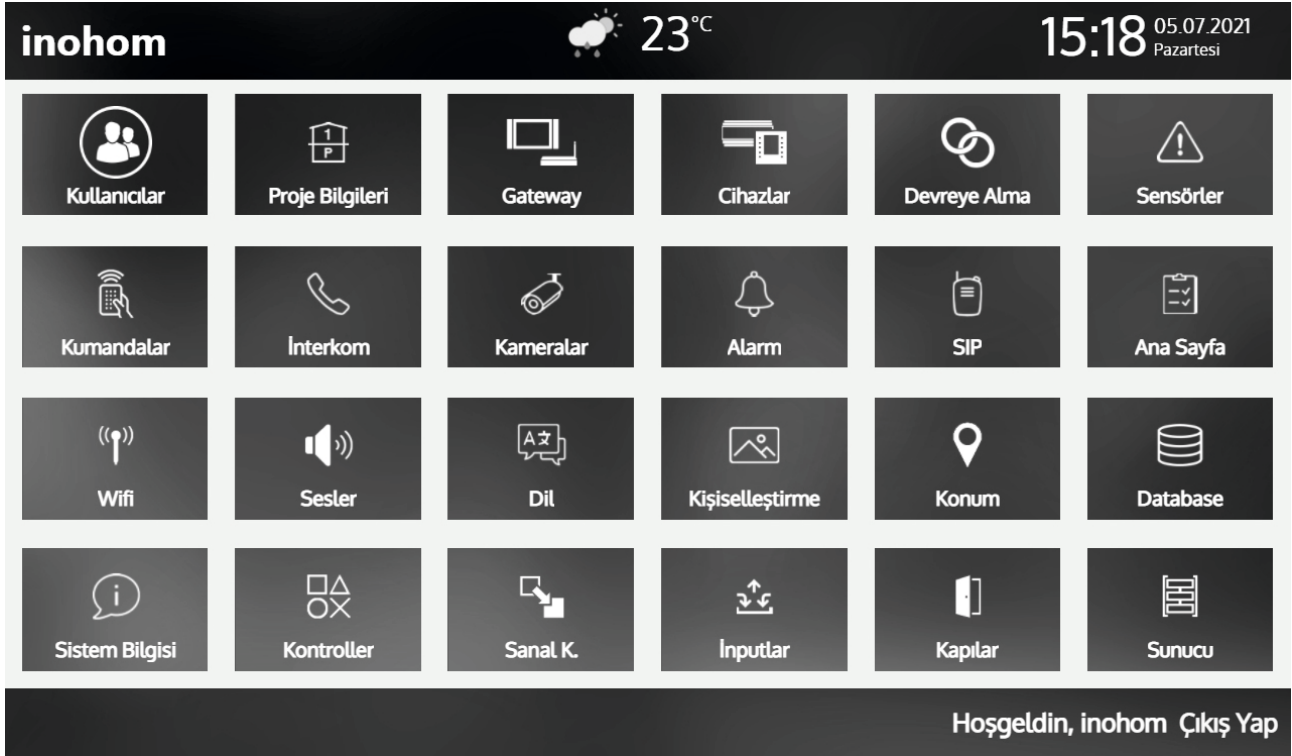 inohom
23°C
15:18
05.07.2021
Pazartesi
Kullanıcılar
Proje Bilgileri
Gateway
Cihazlar
Devreye Alma
Sensörler
Kumandalar
İnterkom
Kameralar
Alarm
SIP
Ana Sayfa
Wifi
Sesler
Dil
Kişiselleştirme
Konum
Database
Sistem Bilgisi
Kontroller
Sanal K.
İnputlar
Kapılar
Sunucu
Hoşgeldin, inohom Çıkış Yap